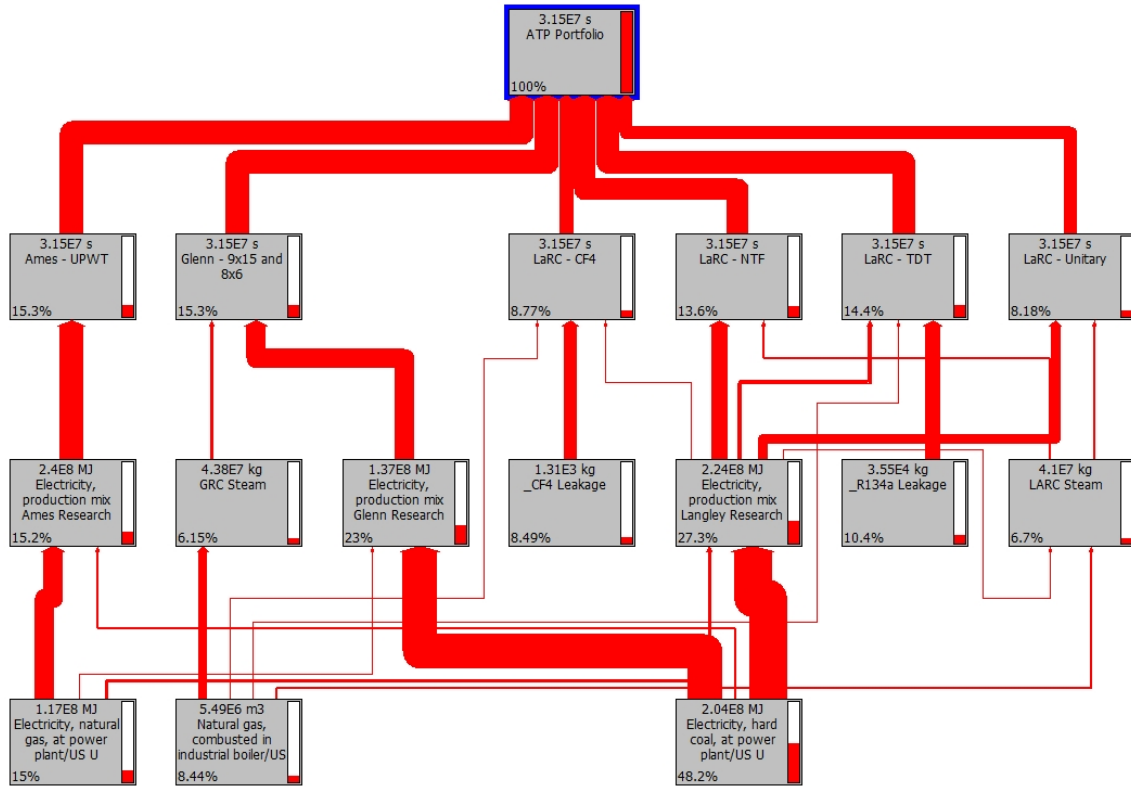 3.15E7 s
ATP Portfolio
100%
3.15E7 s
Ames - UPWT
15.3%
3.15E7 s
Glenn - 9x15 and
8x6
15.3%
3.15E7 s
LaRC - CF4
8.77%
3.15E7 s
LaRC - NTF
13.6%
3.15E7 s
LaRC - TDT
14.4%
3.15E7 s
LaRC - Unitary
8.18%
2.4E8 MJ
Electricity,
production mix
Ames Research
15.2%
4.38E7 kg
GRC Steam
6.15%
1.37E8 MJ
Electricity,
production mix
Glenn Research
23%
1.31E3 kg
_CF4 Leakage
8.49%
2.24E8 MJ
Electricity,
production mix
Langley Research
27.3%
3.55E4 kg
_R134a Leakage
10.4%
4.1E7 kg
LARC Steam
6.7%
1.17E8 MJ
Electricity, natural
gas, at power
plant/US U
15%
5.49E6 m3
Natural gas,
combusted in
industrial boiler/US
8.44%
2.04E8 MJ
Electricity, hard
coal, at power
plant/US U
48.2%